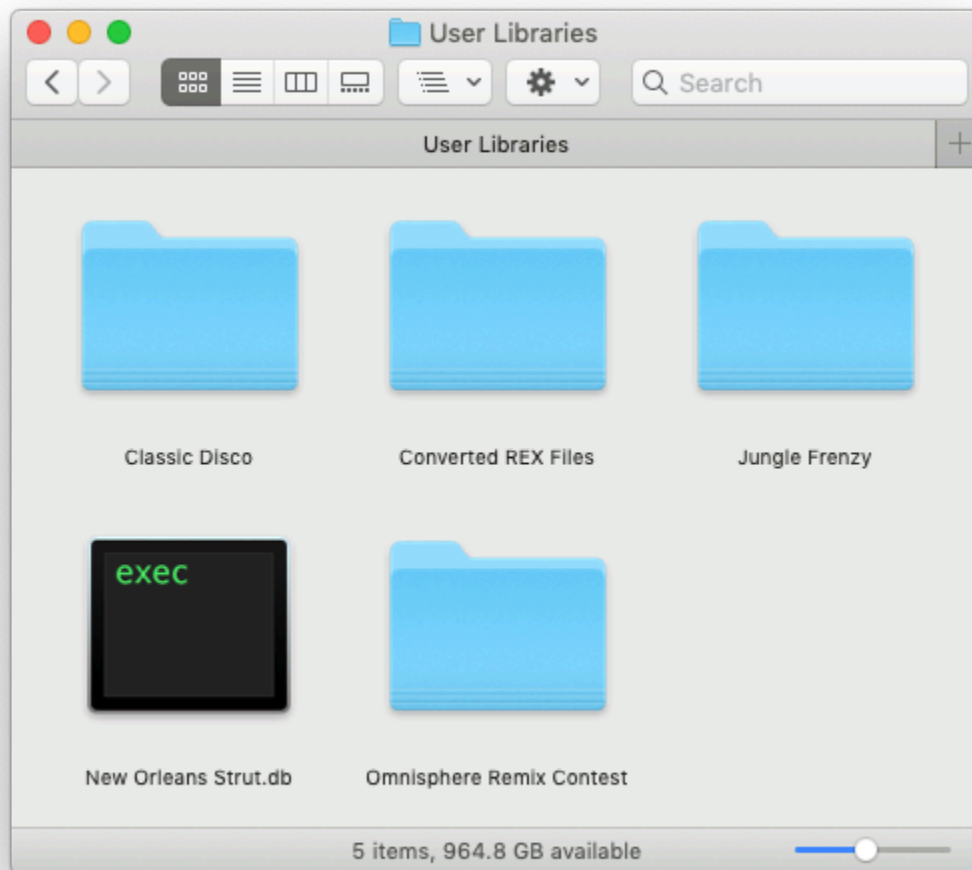 User Libraries
Search
User Libraries
Classic Disco
Converted REX Files
Jungle Frenzy
exec
New Orleans Strut.db
Omnisphere Remix Contest
5 items, 964.8 GB available